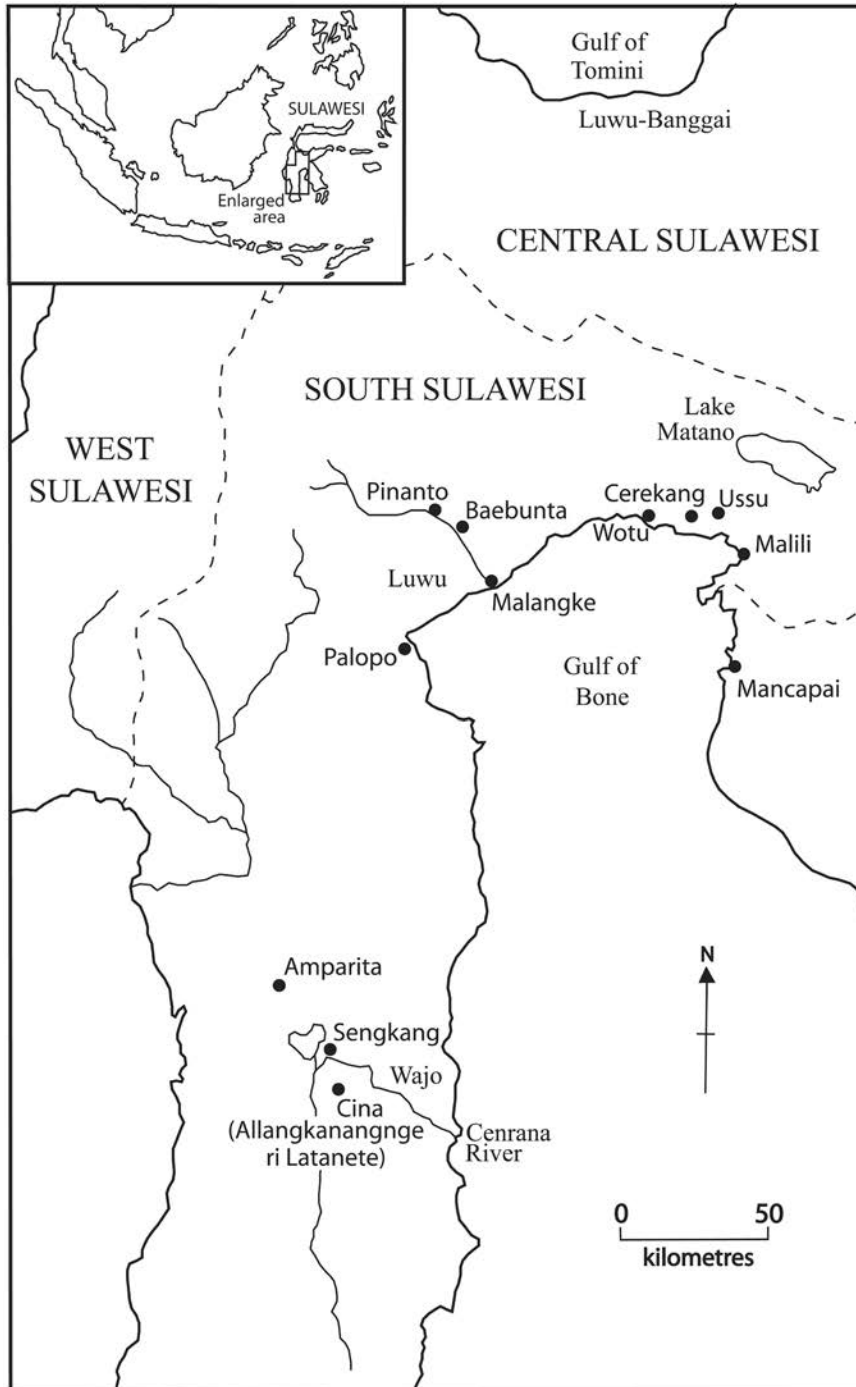 SULAWESI
Enlarged
area
Gulf of
Tomini
Luwu-Banggai
CENTRAL SULAWESI
SOUTH SULAWESI
WEST
SULAWESI
Lake
Matano
Pinanto
Baebunta
Cerekang
Ussu
Wotu
Malili
Luwu
Malangke
Palopo
Gulf of
Bone
Mancapai
Amparita
Sengkang
Wajo
Cina
(Allangkanangnge
ri Latanete)
Cenrana
River
N
0 50
kilometres